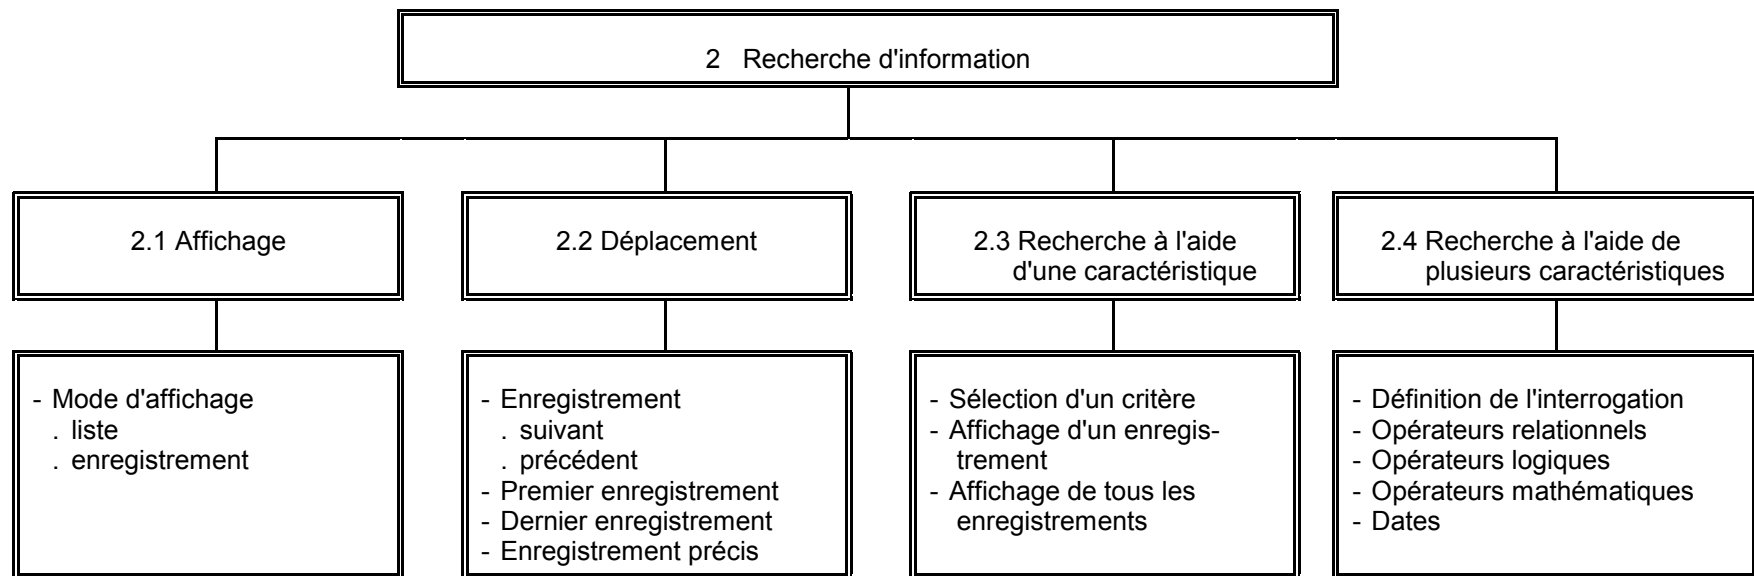 2 Recherche d'information
2.1 Affichage
2.2 Déplacement
2.3 Recherche à l'aide
d'une caractéristique
2.4 Recherche à l'aide de
plusieurs caractéristiques
- Mode d'affichage
. liste
. enregistrement
- Enregistrement
. suivant
. précédent
- Premier enregistrement
- Dernier enregistrement
- Enregistrement précis
- Sélection d'un critère
- Affichage d'un enregis-
trement
- Affichage de tous les
enregistrements
- Définition de l'interrogation
- Opérateurs relationnels
- Opérateurs logiques
- Opérateurs mathématiques
- Dates